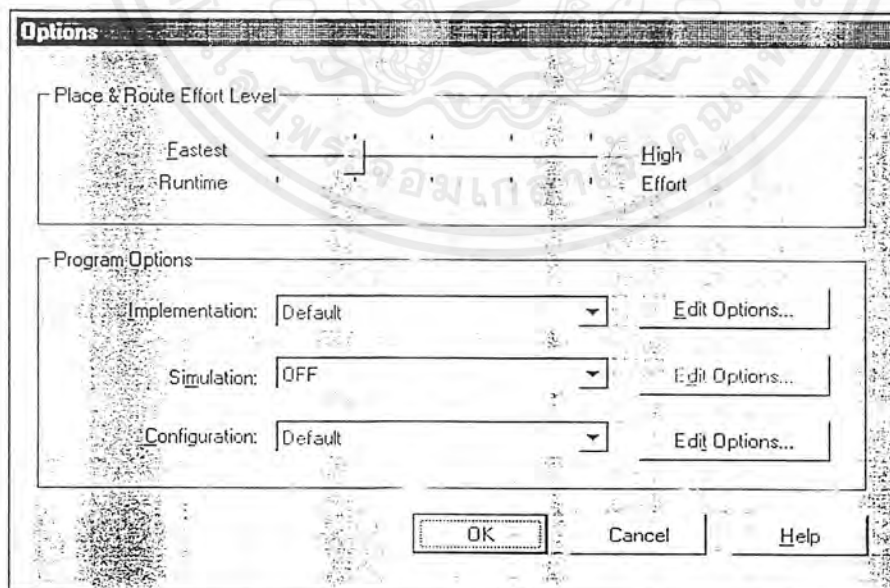 Options
Place & Route Effort Level
Fastest
Runtime
High
Effort
Program Options
Implementation: Default Edit Options...
Simulation: OFF Edit Options...
Configuration: Default Edit Options...
OK Cancel Help